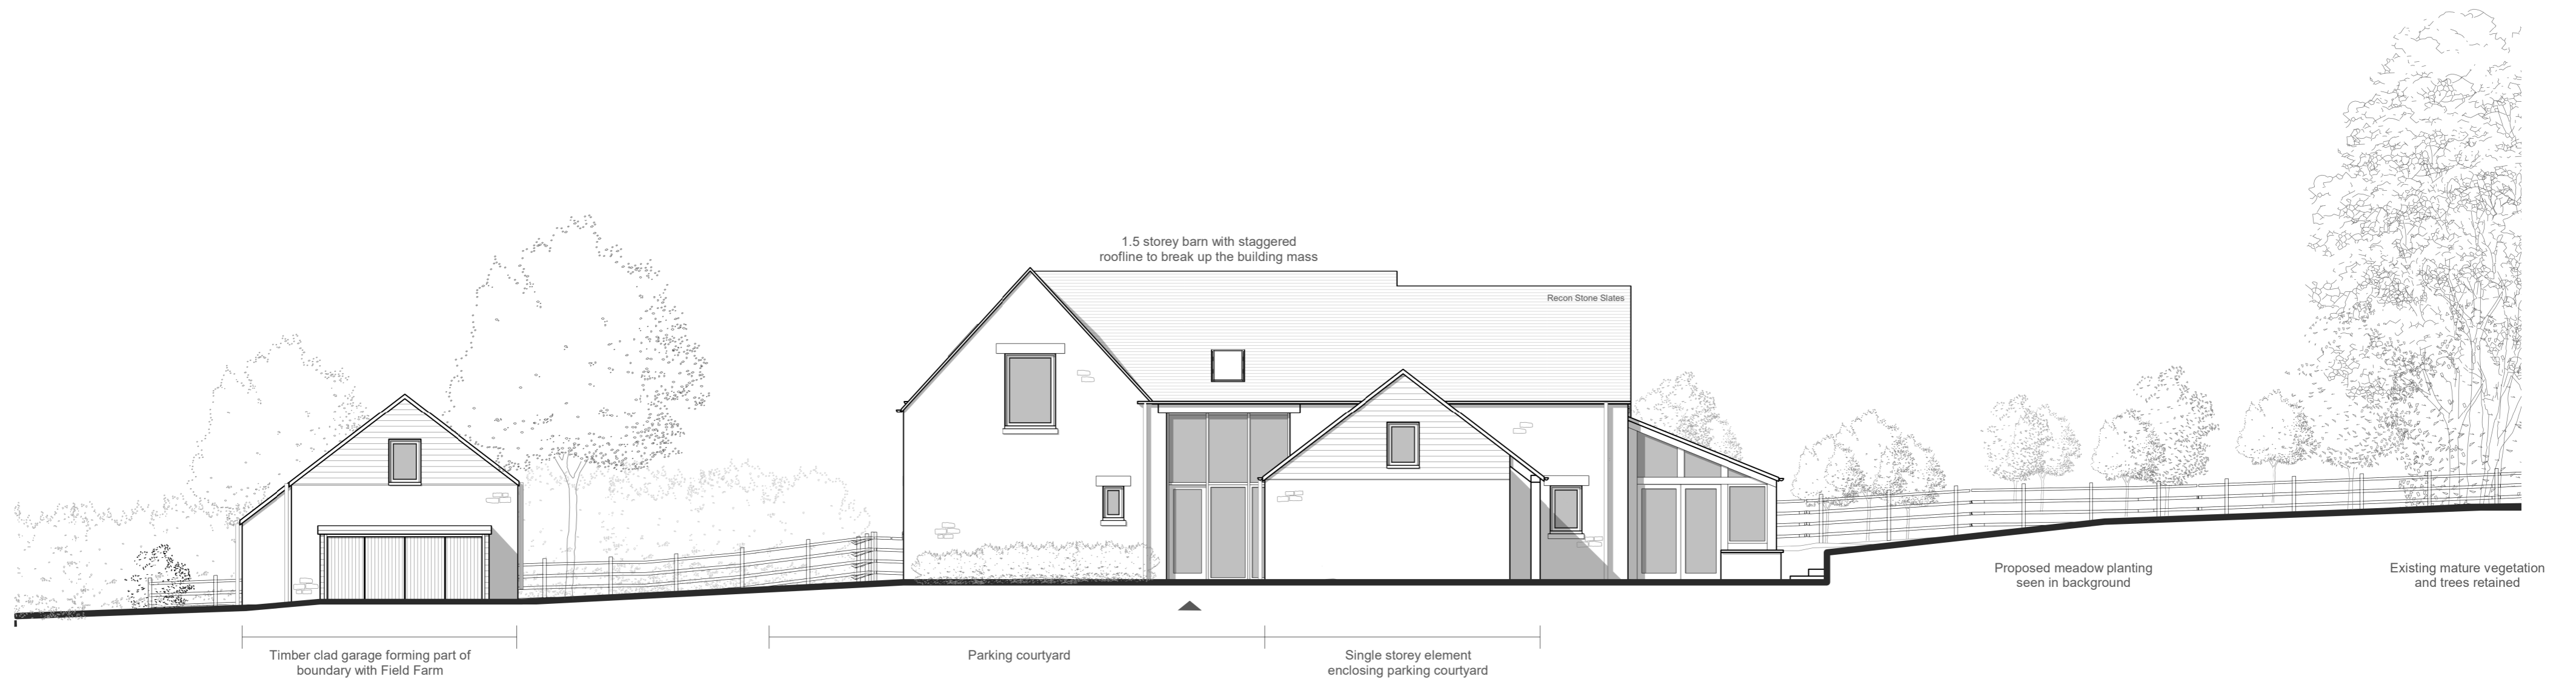 1.5 storey barn with staggered
roofline to break up the building mass
Recon Stone Slates
Proposed meadow planting
seen in background
Existing mature vegetation
and trees retained
Timber clad garage forming part of
boundary with Field Farm
Parking courtyard
Single storey element
enclosing parking courtyard